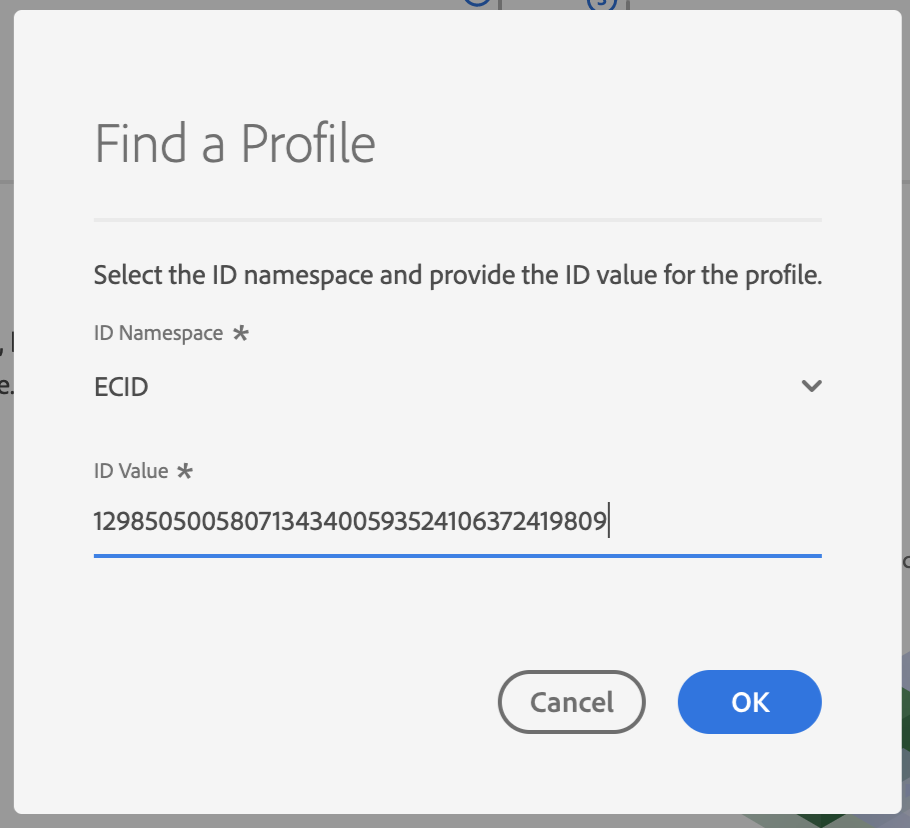 Find a Profile
Select the ID namespace and provide the ID value for the profile.
ID Namespace *
ECID
ID Value *
12985050058071343400593524106372419809
Cancel
OK